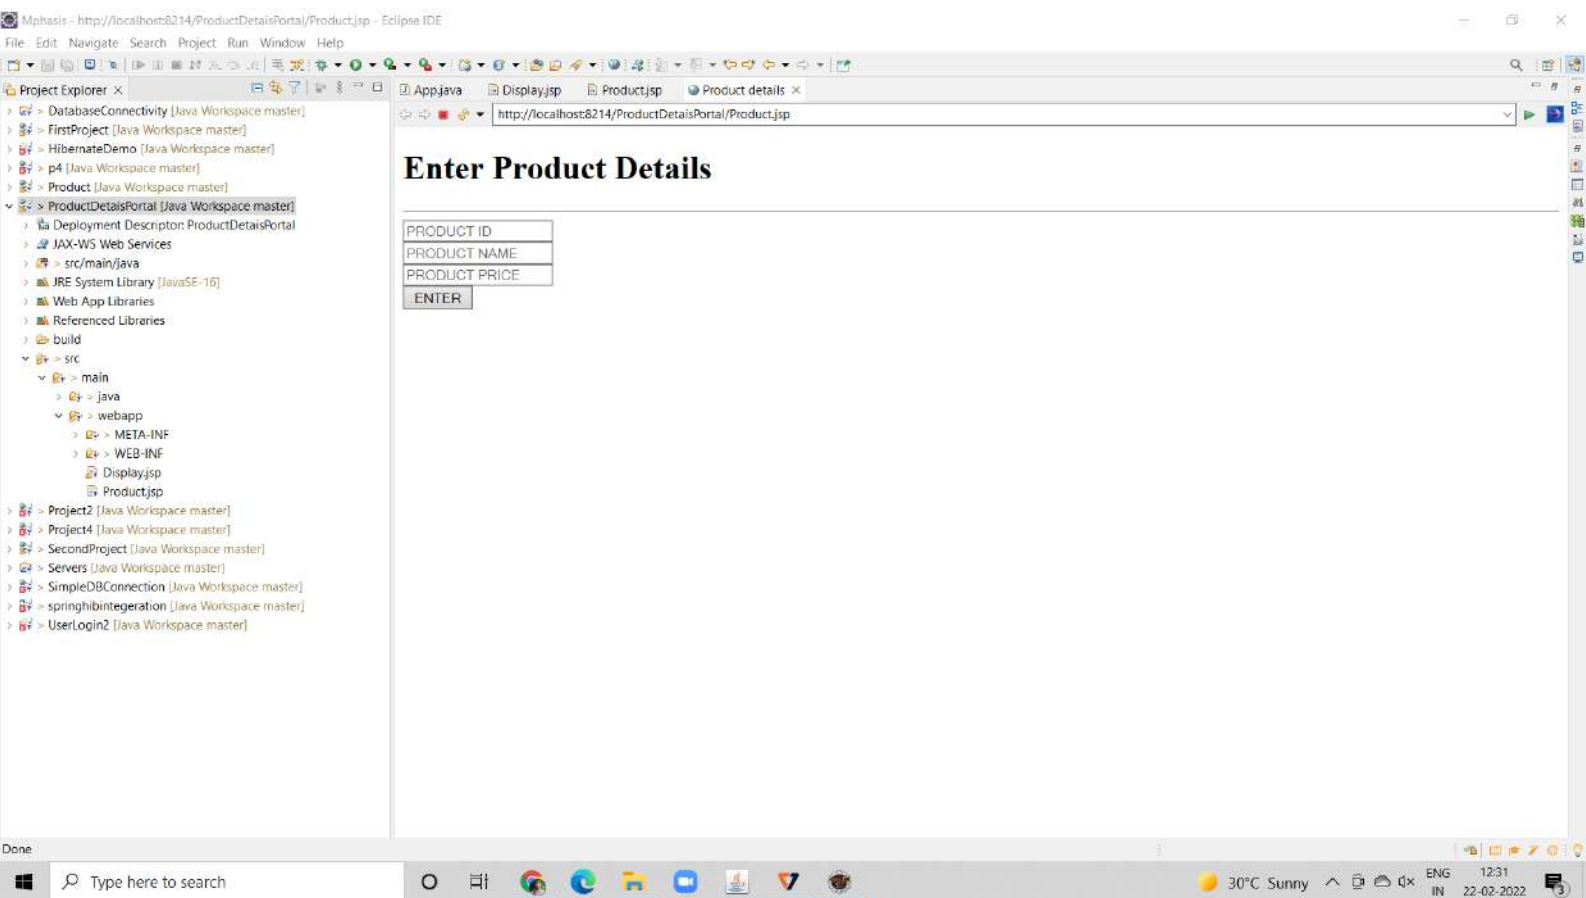 Mphasis - http://localhost:8214/ProductDetaisPortal/Product.jsp - Eclipse IDE
File Edit Navigate Search Project Run Window Help
Project Explorer
App.java Display.jsp Product.jsp Product details
http://localhost:8214/ProductDetaisPortal/Product.jsp
> DatabaseConnectivity [Java Workspace master]
> FirstProject [Java Workspace master]
> HibernateDemo [Java Workspace master]
> p4 [Java Workspace master]
> Product [Java Workspace master]
> ProductDetaisPortal [Java Workspace master]
Deployment Descriptor: ProductDetaisPortal
JAX-WS Web Services
> src/main/java
JRE System Library [JavaSE-16]
Web App Libraries
Referenced Libraries
build
> src
> main
> java
> webapp
> META-INF
> WEB-INF
Display.jsp
Product.jsp
> Project2 [Java Workspace master]
> Project4 [Java Workspace master]
> SecondProject [Java Workspace master]
> Servers [Java Workspace master]
> SimpleDBConnection [Java Workspace master]
> springhibintegeration [Java Workspace master]
> UserLogin2 [Java Workspace master]
Enter Product Details
PRODUCT ID
PRODUCT NAME
PRODUCT PRICE
ENTER
Done
Type here to search
30°C Sunny
ENG
IN
12:31
22-02-2022
3